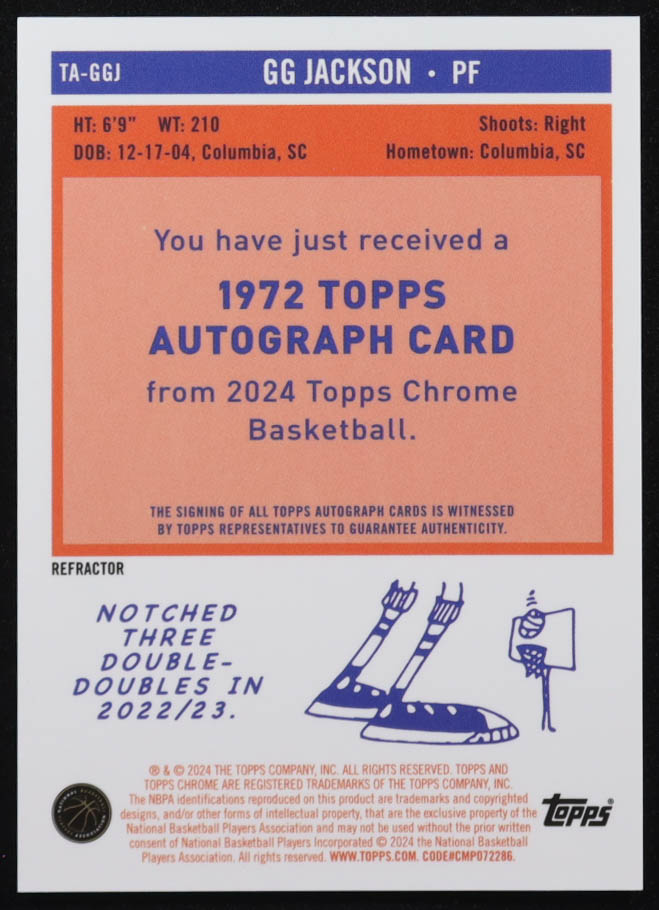 TA-GGJ GG JACKSON • PF
HT: 6'9" WT: 210 Shoots: Right
DOB: 12-17-04, Columbia, SC Hometown: Columbia, SC
You have just received a
1972 TOPPS
AUTOGRAPH CARD
from 2024 Topps Chrome
Basketball.
THE SIGNING OF ALL TOPPS AUTOGRAPH CARDS IS WITNESSED
BY TOPPS REPRESENTATIVES TO GUARANTEE AUTHENTICITY.
REFRACTOR
NOTCHED
THREE
DOUBLE-
DOUBLES IN
2022/23.
® & © 2024 THE TOPPS COMPANY, INC. ALL RIGHTS RESERVED. TOPPS AND
TOPPS CHROME ARE REGISTERED TRADEMARKS OF THE TOPPS COMPANY, INC.
The NBPA identifications reproduced on this product are trademarks and copyrighted
designs, and/or other forms of intellectual property, that are the exclusive property of the
National Basketball Players Association and may not be used without the prior written
consent of National Basketball Players Incorporated © 2024 the National Basketball
Players Association. All rights reserved. WWW.TOPPS.COM. CODE#CMP072286.
topps®